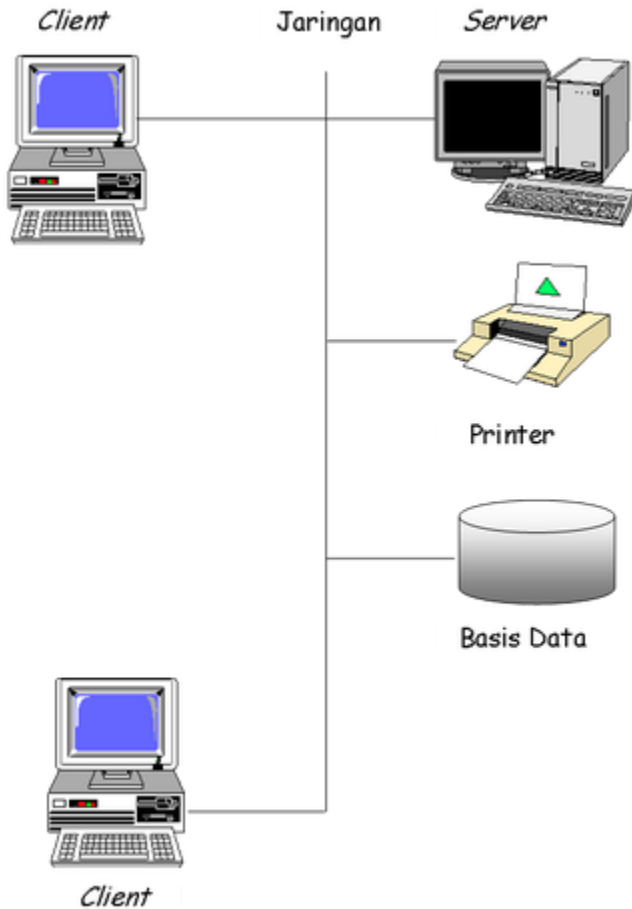 Client
Jaringan
Server
Printer
Basis Data
Client